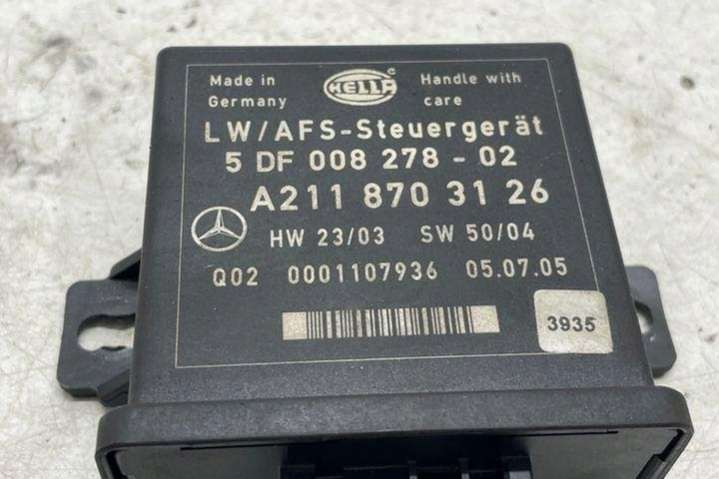 Made in
Germany
HELLA
Handle with
care
LW/AFS-Steuergerät
5 DF 008 278 - 02
A211 870 31 26
HW 23/03 SW 50/04
Q02 0001107936 05.07.05
3935